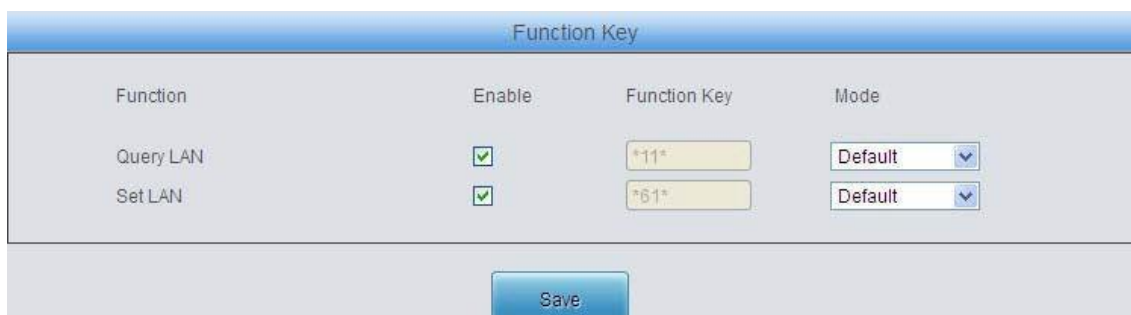 Function Key
Function Enable Function Key Mode
Query LAN *11* Default
Set LAN *61* Default
Save